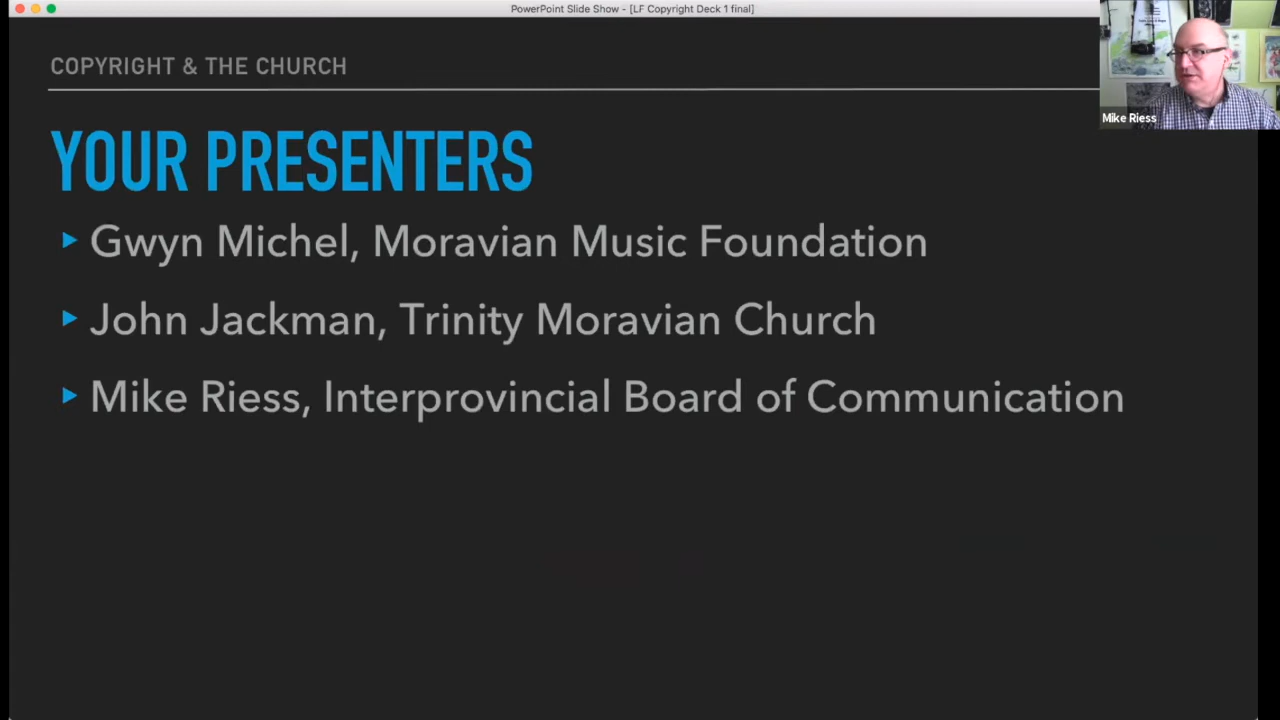 PowerPoint Slide Show - [LF Copyright Deck 1 final]
COPYRIGHT & THE CHURCH
Mike Riess
YOUR PRESENTERS
Gwyn Michel, Moravian Music Foundation
John Jackman, Trinity Moravian Church
Mike Riess, Interprovincial Board of Communication